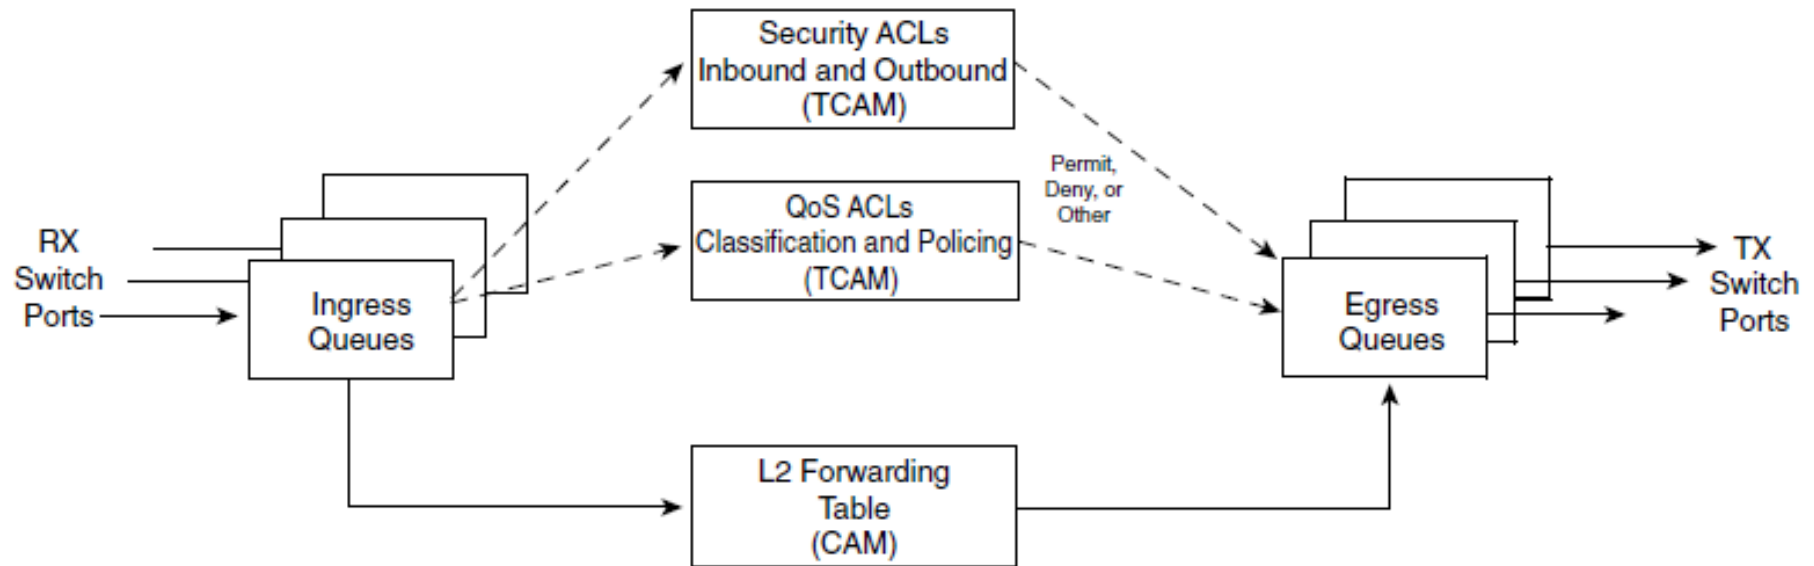 Security ACLs
Inbound and Outbound
(TCAM)
Permit,
Deny, or
Other
QoS ACLs
Classification and Policing
(TCAM)
RX
Switch
Ports
Ingress
Queues
Egress
Queues
TX
Switch
Ports
L2 Forwarding
Table
(CAM)